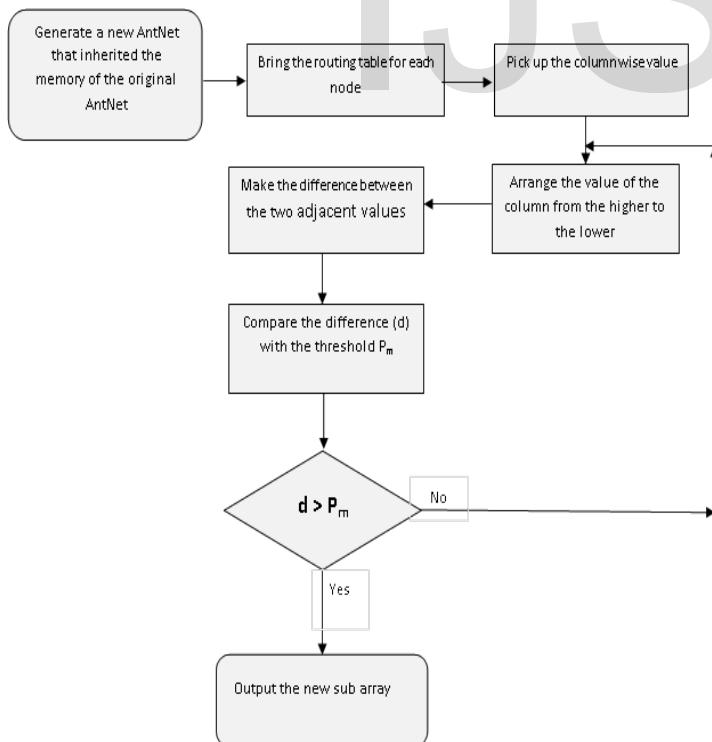 IJS
Generate a new AntNet
that inherited the
memory of the original
AntNet
Bring the routing table for each
node
Pick up the column wise value
Make the difference between
the two adjacent values
Arrange the value of the
column from the higher to
the lower
Compare the difference (d)
with the threshold Pm
d > Pm
No
Yes
Output the new sub array